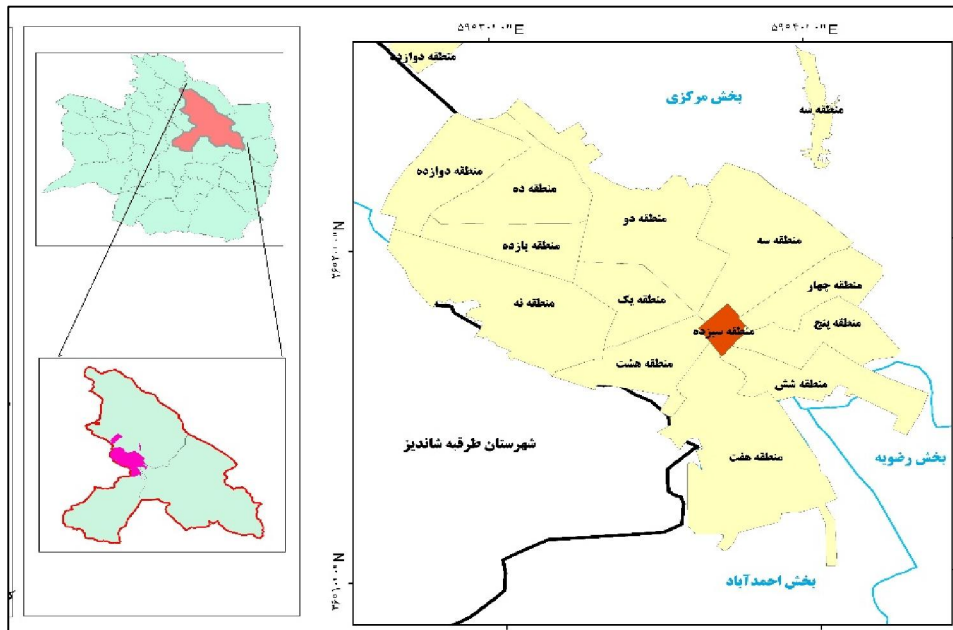 منطقه دوازده
بخش مرکزی
منطقه سه
منطقه دوازده
منطقه ده
منطقه دو
منطقه سه
منطقه یازده
منطقه چهار
منطقه نه
منطقه یک
منطقه پنج
منطقه سیزده
منطقه هشت
منطقه شش
شهرستان طرقبه شاندیز
بخش رضویه
منطقه هفت
بخش احمدآباد